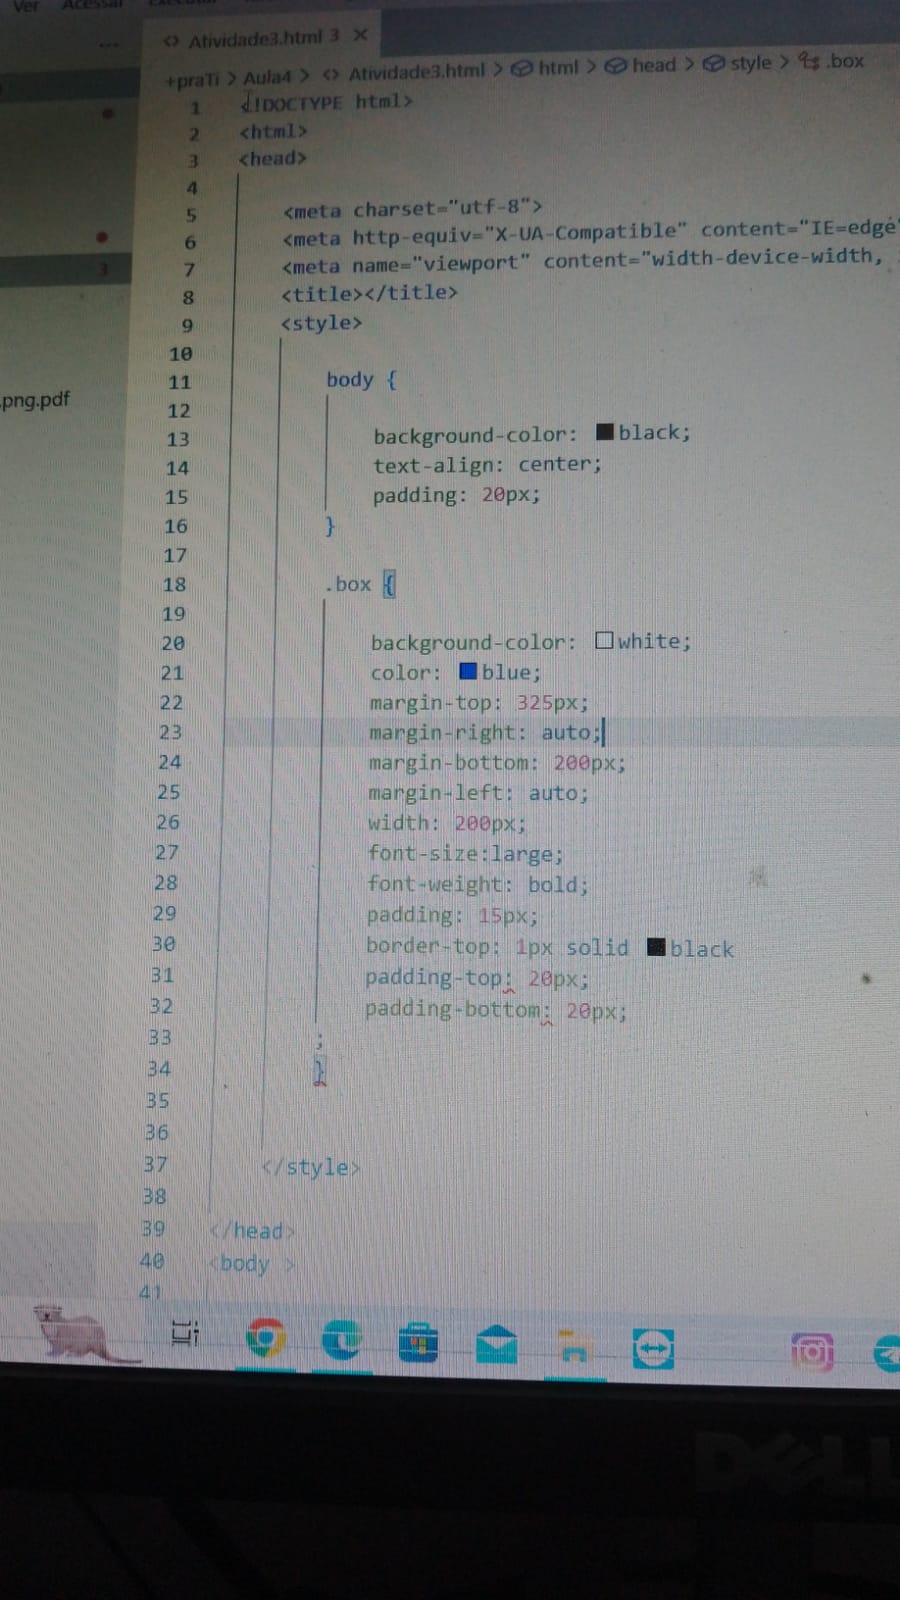 Ver Acessar Executar
... <> Atividade3.html 3 ×
+praTi > Aula4 > <> Atividade3.html > html > head > style > .box
1 <!DOCTYPE html>
2 <html>
3 <head>
4
5 <meta charset="utf-8">
6 <meta http-equiv="X-UA-Compatible" content="IE=edge"
7 <meta name="viewport" content="width-device-width,
8 <title></title>
9 <style>
10
11 body {
12
13 background-color: black;
14 text-align: center;
15 padding: 20px;
16 }
17
18 .box {
19
20 background-color: white;
21 color: blue;
22 margin-top: 325px;
23 margin-right: auto;
24 margin-bottom: 200px;
25 margin-left: auto;
26 width: 200px;
27 font-size:large;
28 font-weight: bold;
29 padding: 15px;
30 border-top: 1px solid black
31 padding-top: 20px;
32 padding-bottom: 20px;
33 ;
34 }
35
36
37 </style>
38
39 </head>
40 <body >
41
3
.png.pdf
DELL